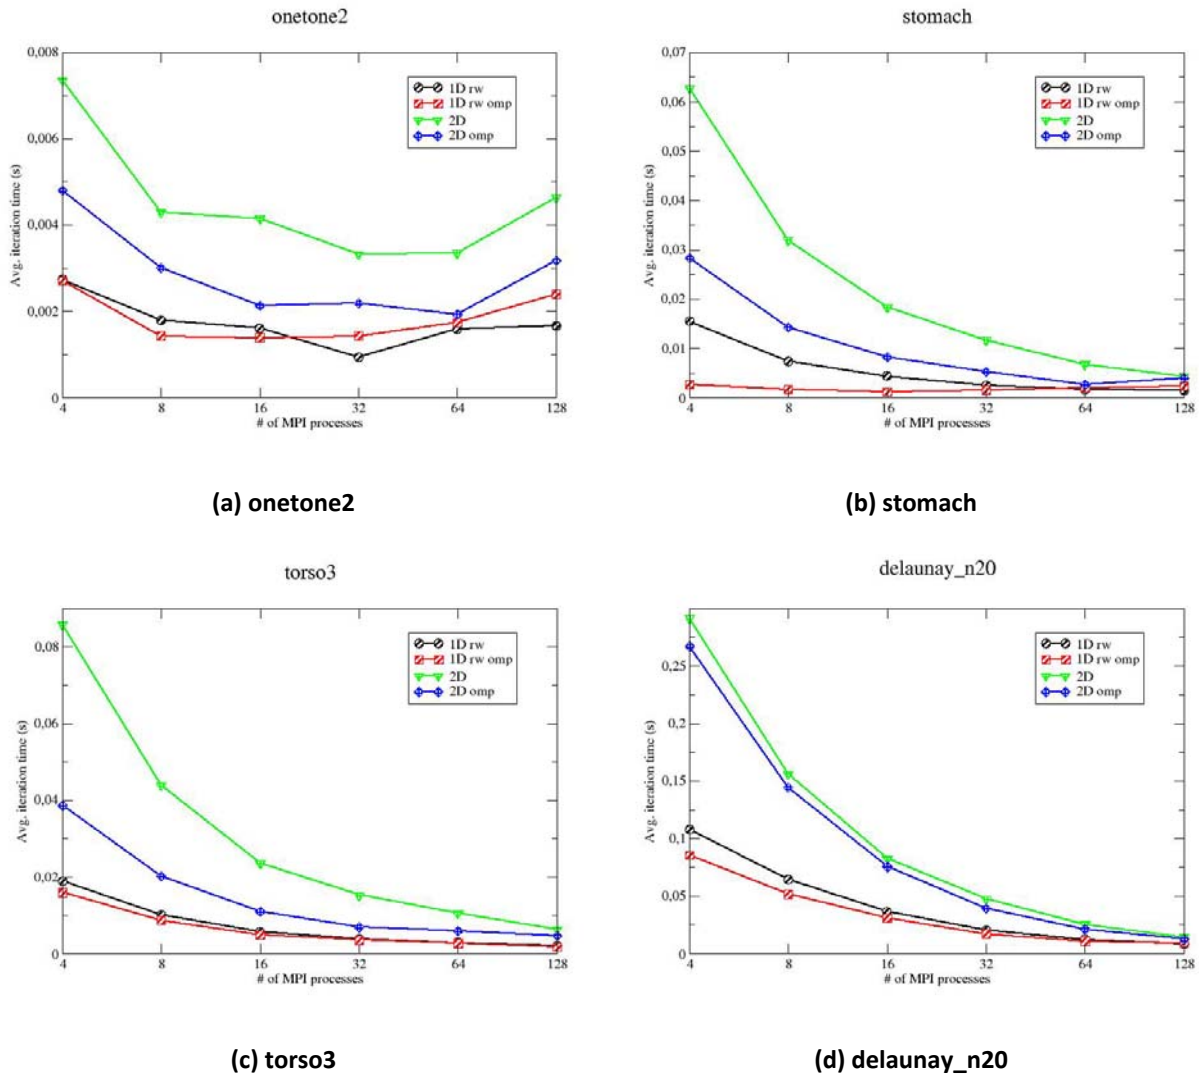 onetone2
0,008
0,006
0,004
0,002
0
Avg. iteration time (s)
1D rw
1D rw omp
2D
2D omp
4 8 16 32 64 128
# of MPI processes
(a) onetone2
stomach
0,07
0,06
0,05
0,04
0,03
0,02
0,01
0
Avg. iteration time (s)
1D rw
1D rw omp
2D
2D omp
4 8 16 32 64 128
# of MPI processes
(b) stomach
torso3
0,08
0,06
0,04
0,02
0
Avg. iteration time (s)
1D rw
1D rw omp
2D
2D omp
4 8 16 32 64 128
# of MPI processes
(c) torso3
delaunay_n20
0,25
0,2
0,15
0,1
0,05
0
Avg. iteration time (s)
1D rw
1D rw omp
2D
2D omp
4 8 16 32 64 128
# of MPI processes
(d) delaunay_n20